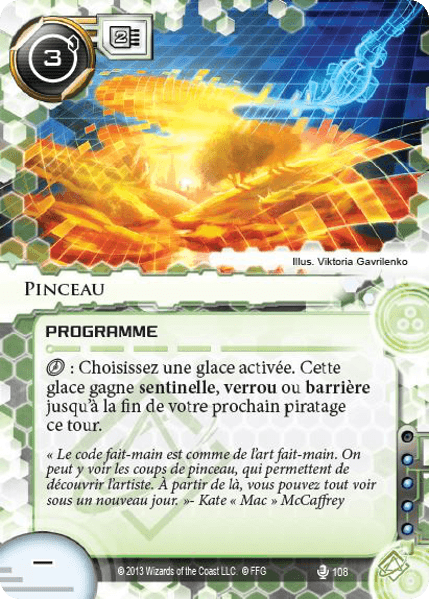 3
2
Illus. Viktoria Gavrilenko
PINCEAU
PROGRAMME
: Choisissez une glace activée. Cette
glace gagne sentinelle, verrou ou barrière
jusqu'à la fin de votre prochain piratage
ce tour.
« Le code fait-main est comme de l'art fait-main. On
peut y voir les coups de pinceau, qui permettent de
découvrir l'artiste. À partir de là, vous pouvez tout voir
sous un nouveau jour. »- Kate « Mac » McCaffrey
–
© 2013 Wizards of the Coast LLC. © FFG
108